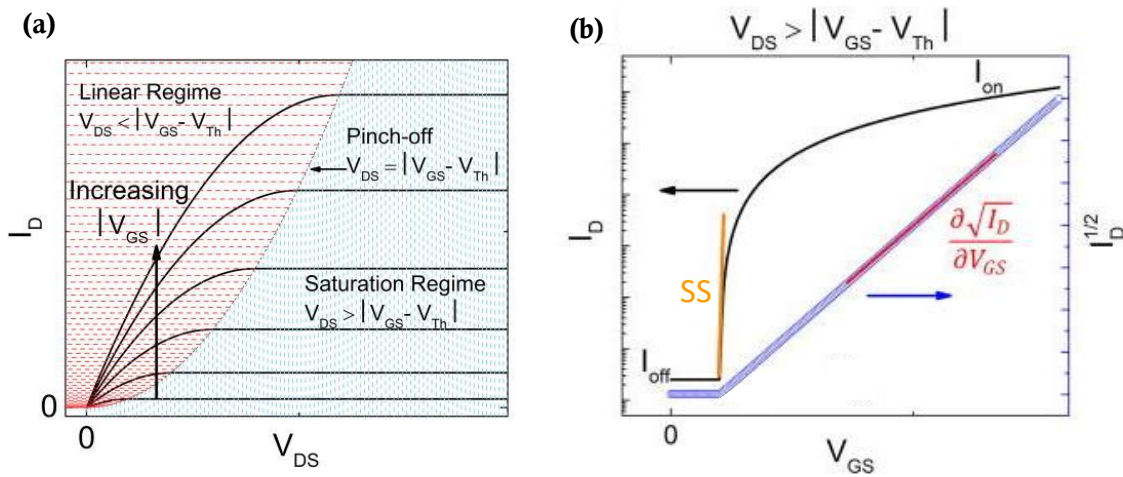 (a)
Linear Regime
V_DS < |V_GS - V_Th|
Pinch-off
V_DS = |V_GS - V_Th|
Increasing
|V_GS|
Saturation Regime
V_DS > |V_GS - V_Th|
I_D
0
0
V_DS
(b)
V_DS > |V_GS - V_Th|
I_on
SS
∂√I_D
∂V_GS
I_off
I_D
I_D^1/2
0
V_GS